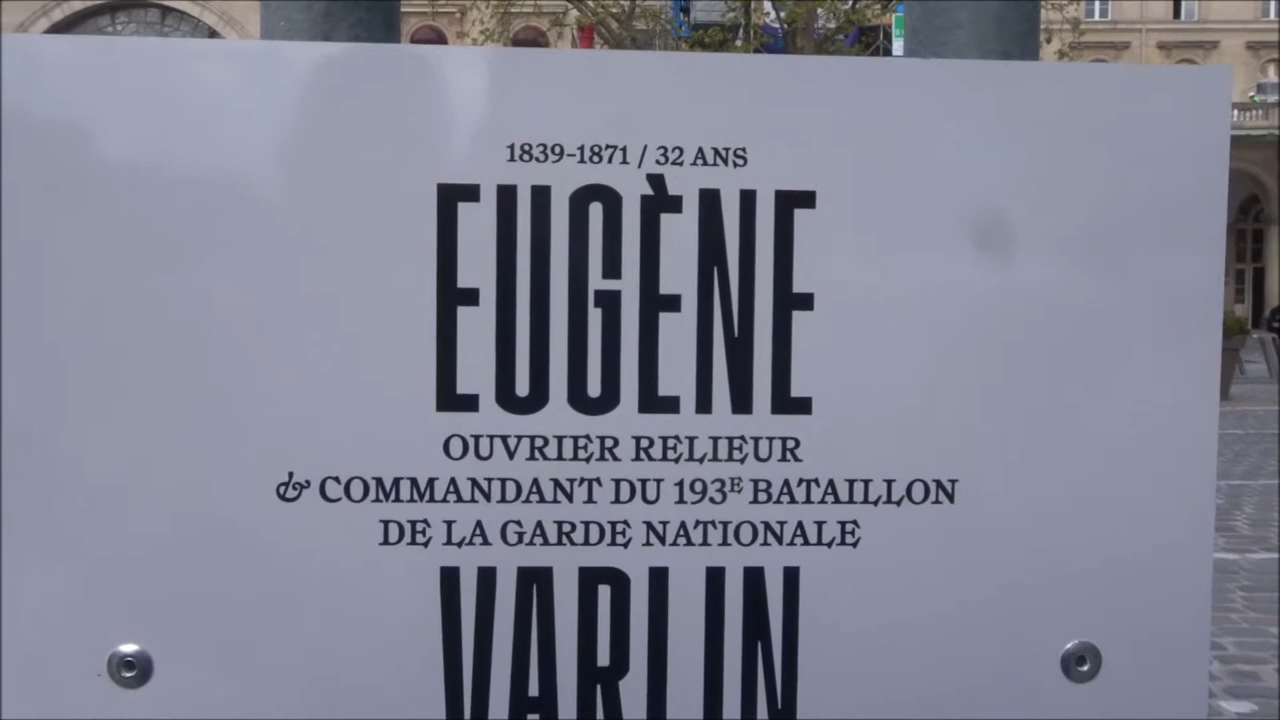 1839-1871 / 32 ANS
EUGÈNE
OUVRIER RELIEUR
& COMMANDANT DU 193E BATAILLON
DE LA GARDE NATIONALE
VARLIN